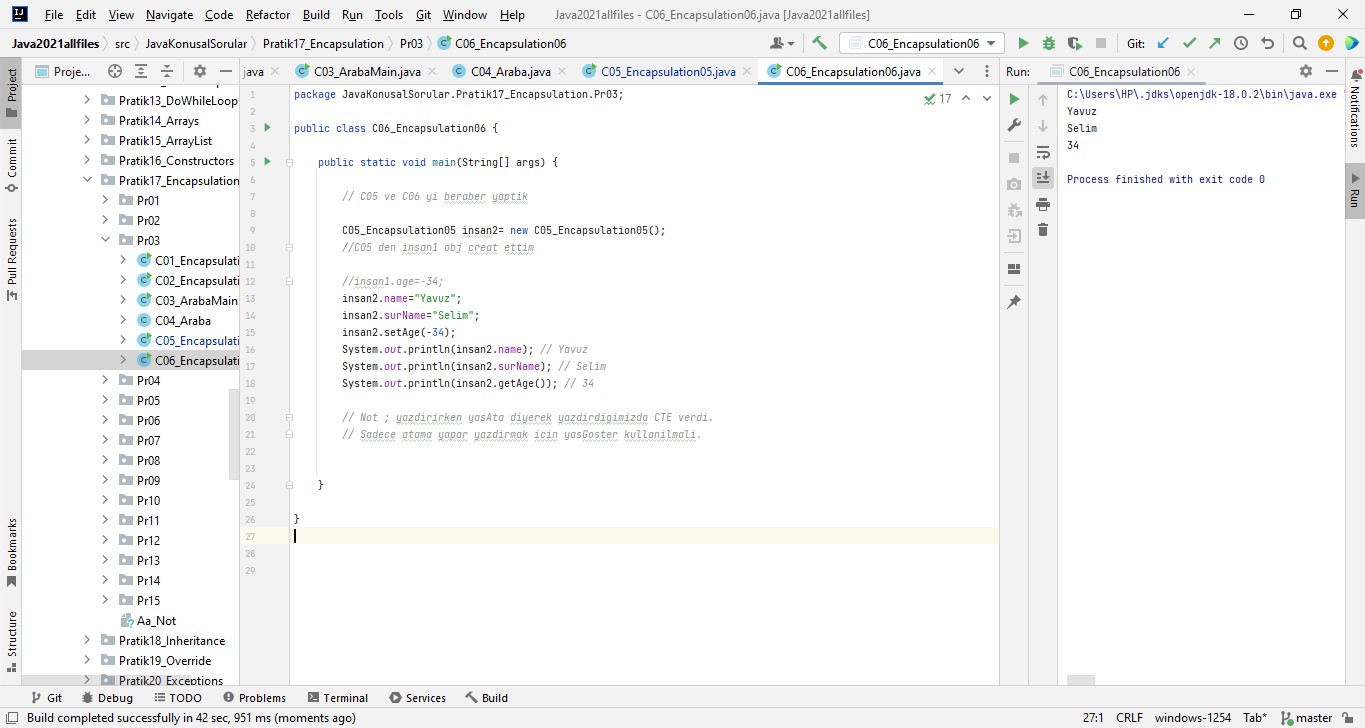 File Edit View Navigate Code Refactor Build Run Tools Git Window Help Java2021allfiles - C06_Encapsulation06.java [Java2021allfiles]
Java2021allfiles src JavaKonusalSorular Pratik17_Encapsulation Pr03 C06_Encapsulation06 C06_Encapsulation06 Git:
Project
Commit
Pull Requests
Bookmarks
Structure
Proje...
Pratik13_DoWhileLoop
Pratik14_Arrays
Pratik15_ArrayList
Pratik16_Constructors
Pratik17_Encapsulation
Pr01
Pr02
Pr03
C01_Encapsulati
C02_Encapsulati
C03_ArabaMain
C04_Araba
C05_Encapsulati
C06_Encapsulati
Pr04
Pr05
Pr06
Pr07
Pr08
Pr09
Pr10
Pr11
Pr12
Pr13
Pr14
Pr15
Aa_Not
Pratik18_Inheritance
Pratik19_Override
Pratik20_Exceptions
java C03_ArabaMain.java C04_Araba.java C05_Encapsulation05.java C06_Encapsulation06.java
17
1 package JavaKonusalSorular.Pratik17_Encapsulation.Pr03;
2
3 public class C06_Encapsulation06 {
4
5 public static void main(String[] args) {
6
7 // C05 ve C06 yi beraber yaptik
8
9 C05_Encapsulation05 insan2= new C05_Encapsulation05();
10 //C05 den insan1 obj creat ettim
11
12 //insan1.age=-34;
13 insan2.name="Yavuz";
14 insan2.surName="Selim";
15 insan2.setAge(-34);
16 System.out.println(insan2.name); // Yavuz
17 System.out.println(insan2.surName); // Selim
18 System.out.println(insan2.getAge()); // 34
19
20 // Not ; yazdirirken yasAta diyerek yazdirdigimizda CTE verdi.
21 // Sadece atama yapar yazdirmak icin yasGoster kullanilmali.
22
23
24 }
25
26 }
27
28
29
Run: C06_Encapsulation06
C:\Users\HP\.jdks\openjdk-18.0.2\bin\java.exe
Yavuz
Selim
34
Process finished with exit code 0
Notifications
Run
Git Debug TODO Problems Terminal Services Build
Build completed successfully in 42 sec, 951 ms (moments ago) 27:1 CRLF windows-1254 Tab* master